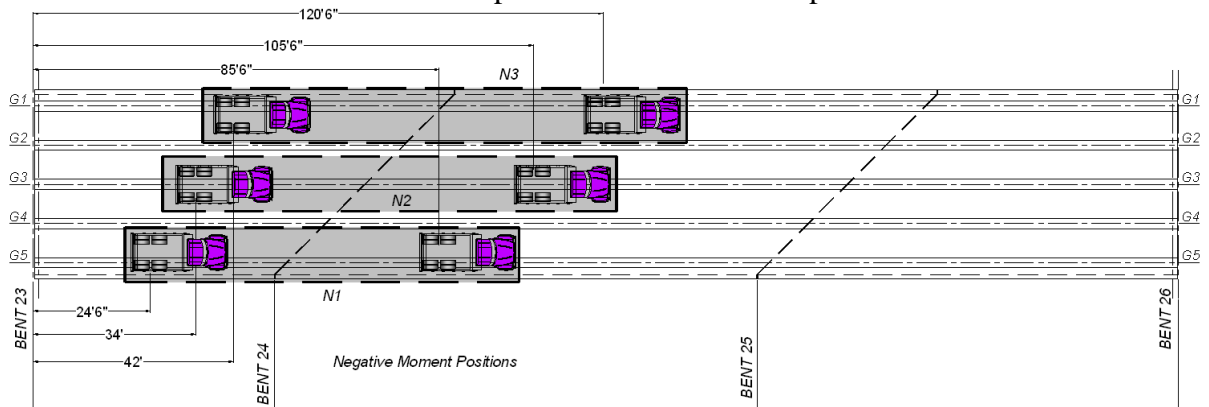 120'6"
105'6"
85'6"
N3
G1 G1
G2 G2
G3 G3
N2
G4 G4
G5 G5
N1
BENT 23
24'6"
34'
42'
BENT 24
Negative Moment Positions
BENT 25
BENT 26